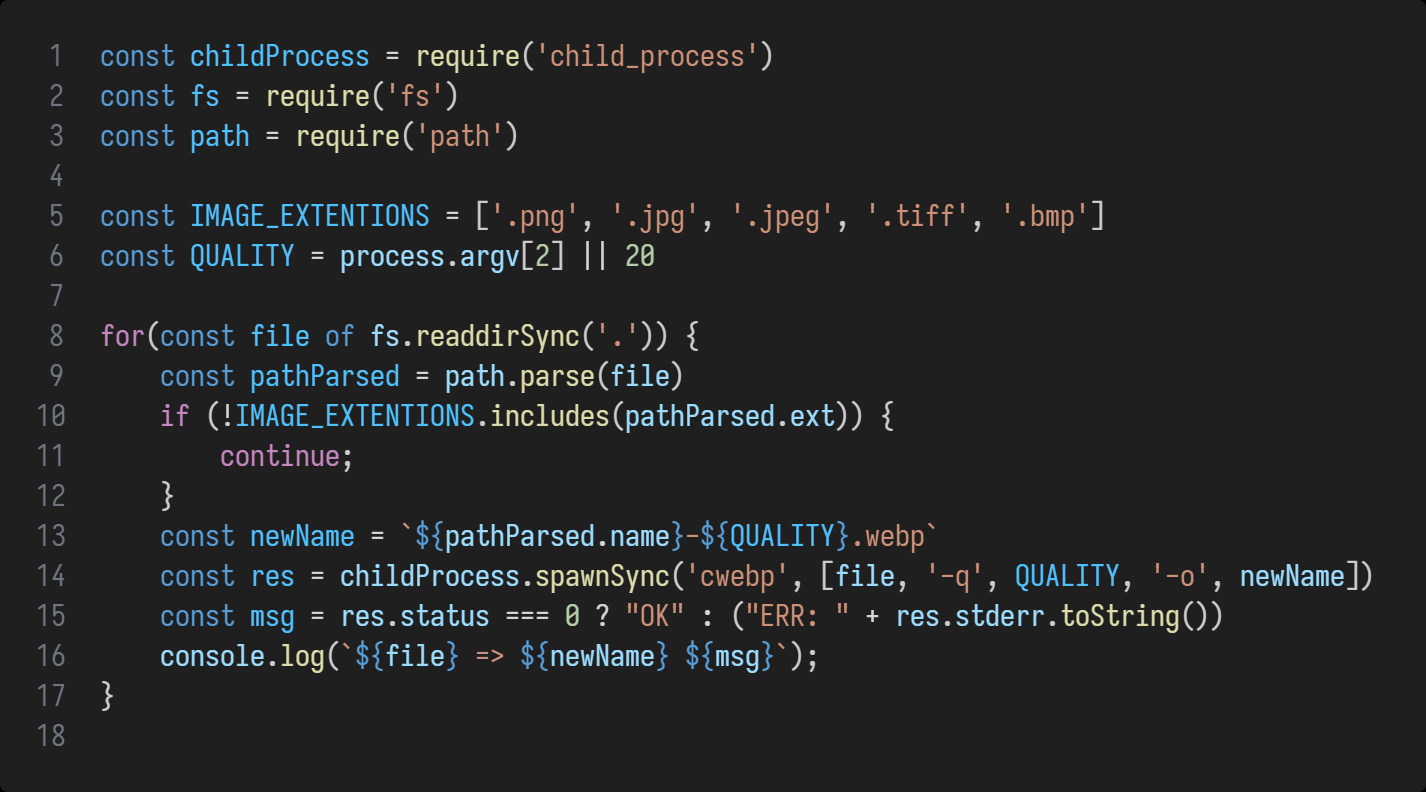 1 const childProcess = require('child_process')
2 const fs = require('fs')
3 const path = require('path')
4
5 const IMAGE_EXTENTIONS = ['.png', '.jpg', '.jpeg', '.tiff', '.bmp']
6 const QUALITY = process.argv[2] || 20
7
8 for(const file of fs.readdirSync('.')) {
9     const pathParsed = path.parse(file)
10     if (!IMAGE_EXTENTIONS.includes(pathParsed.ext)) {
11         continue;
12     }
13     const newName = `${pathParsed.name}-${QUALITY}.webp`
14     const res = childProcess.spawnSync('cwebp', [file, '-q', QUALITY, '-o', newName])
15     const msg = res.status === 0 ? "OK" : ("ERR: " + res.stderr.toString())
16     console.log(`${file} => ${newName} ${msg}`);
17 }
18